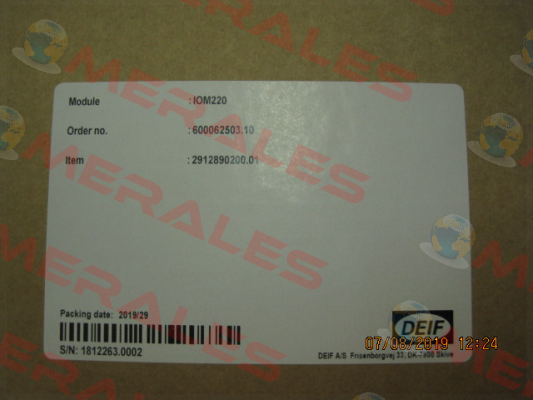 MERALES
Module : IOM220
Order no. : 600062503.10
Item : 2912890200.01
MERALES
MERALES
Packing date: 2019/29
S/N: 1812263.0002
DEIF
DEIF A/S Frisenborgvej 33, DK-7800 Skive
07/08/2019 12:24